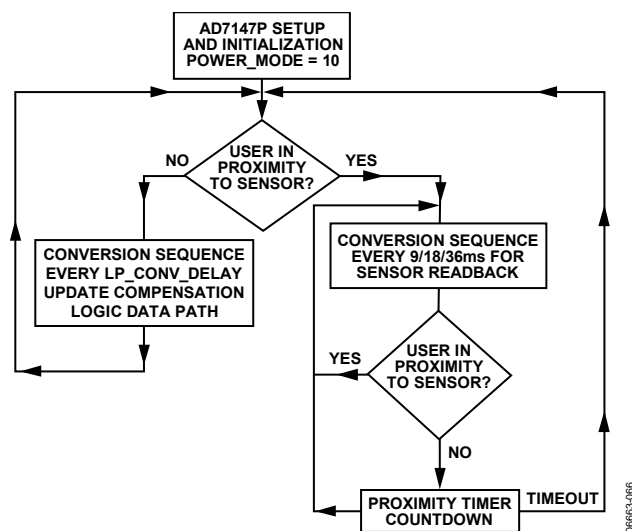 AD7147P SETUP
AND INITIALIZATION
POWER_MODE = 10
NO
USER IN
PROXIMITY
TO SENSOR?
YES
CONVERSION SEQUENCE
EVERY LP_CONV_DELAY
UPDATE COMPENSATION
LOGIC DATA PATH
CONVERSION SEQUENCE
EVERY 9/18/36ms FOR
SENSOR READBACK
YES
USER IN
PROXIMITY
TO SENSOR?
NO
PROXIMITY TIMER
COUNTDOWN
TIMEOUT
06663-066